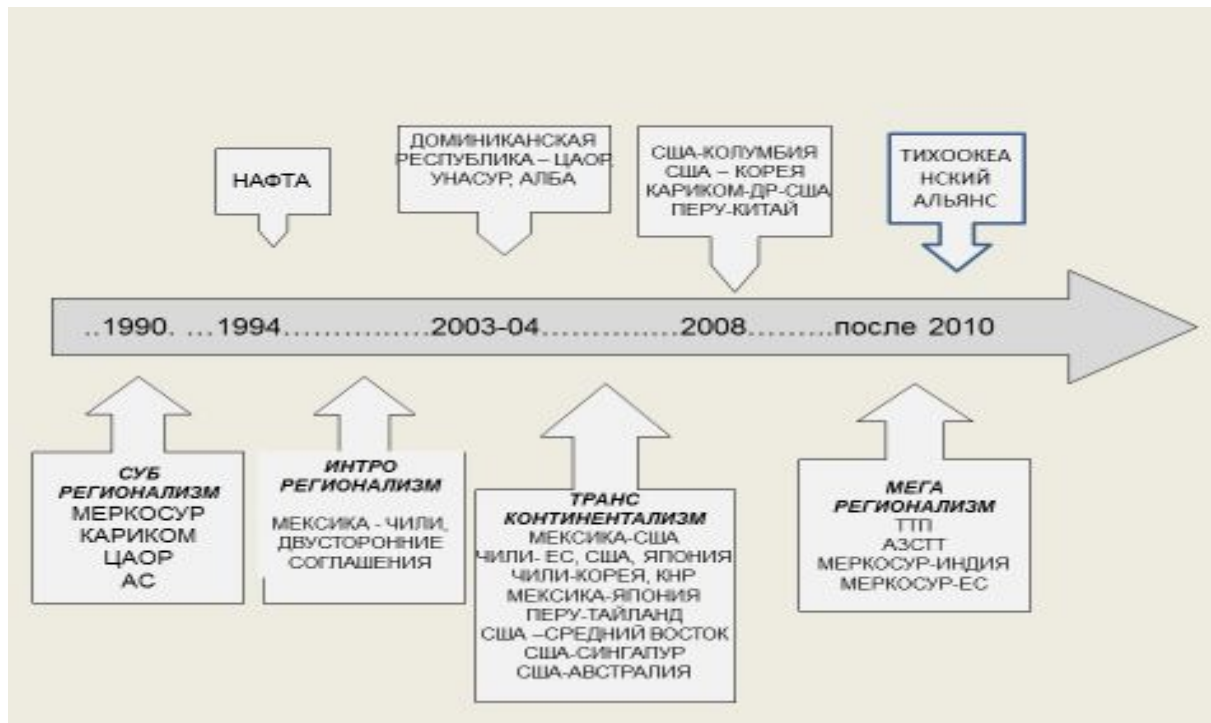 НАФТА
ДОМИНИКАНСКАЯ
РЕСПУБЛИКА – ЦАОР,
УНАСУР, АЛБА
США-КОЛУМБИЯ
США – КОРЕЯ
КАРИКОМ-ДР-США
ПЕРУ-КИТАЙ
ТИХООКЕА
НСКИЙ
АЛЬЯНС
..1990. ...1994...............2003-04..............2008.........после 2010
СУБ
РЕГИОНАЛИЗМ
МЕРКОСУР
КАРИКОМ
ЦАОР
АС
ИНТРО
РЕГИОНАЛИЗМ
МЕКСИКА - ЧИЛИ,
ДВУСТОРОННИЕ
СОГЛАШЕНИЯ
ТРАНС
КОНТИНЕНТАЛИЗМ
МЕКСИКА-США
ЧИЛИ- ЕС, США, ЯПОНИЯ
ЧИЛИ-КОРЕЯ, КНР
МЕКСИКА-ЯПОНИЯ
ПЕРУ-ТАЙЛАНД
США –СРЕДНИЙ ВОСТОК
США-СИНГАПУР
США-АВСТРАЛИЯ
МЕГА
РЕГИОНАЛИЗМ
ТТП
АЗСТТ
МЕРКОСУР-ИНДИЯ
МЕРКОСУР-ЕС